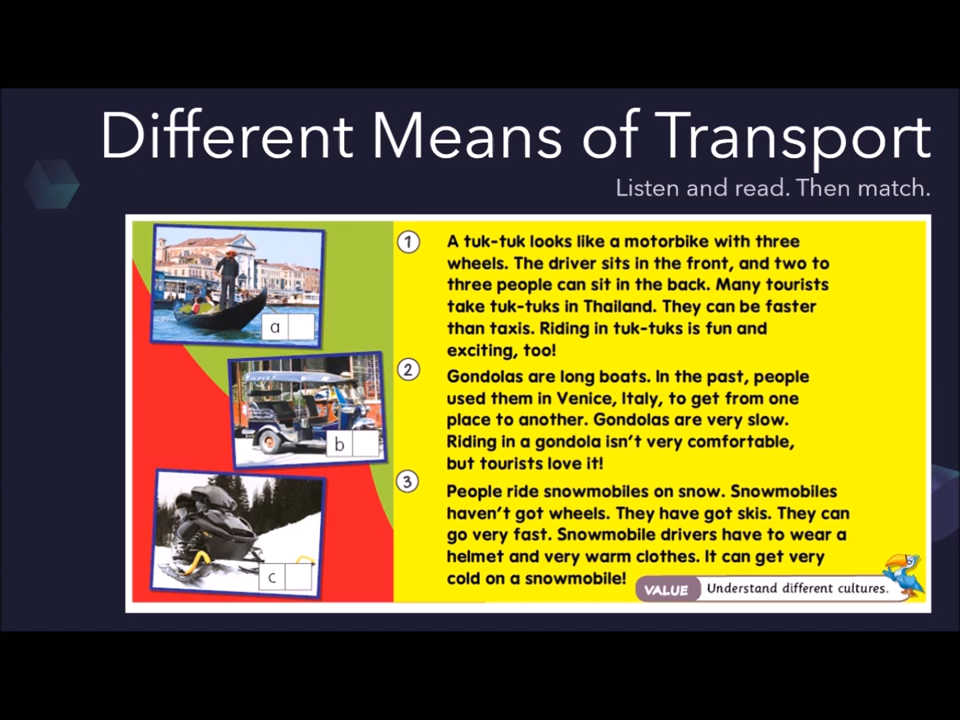 Different Means of Transport
Listen and read. Then match.
a
b
c
1
A tuk-tuk looks like a motorbike with three
wheels. The driver sits in the front, and two to
three people can sit in the back. Many tourists
take tuk-tuks in Thailand. They can be faster
than taxis. Riding in tuk-tuks is fun and
exciting, too!
2
Gondolas are long boats. In the past, people
used them in Venice, Italy, to get from one
place to another. Gondolas are very slow.
Riding in a gondola isn't very comfortable,
but tourists love it!
3
People ride snowmobiles on snow. Snowmobiles
haven't got wheels. They have got skis. They can
go very fast. Snowmobile drivers have to wear a
helmet and very warm clothes. It can get very
cold on a snowmobile!
VALUE Understand different cultures.